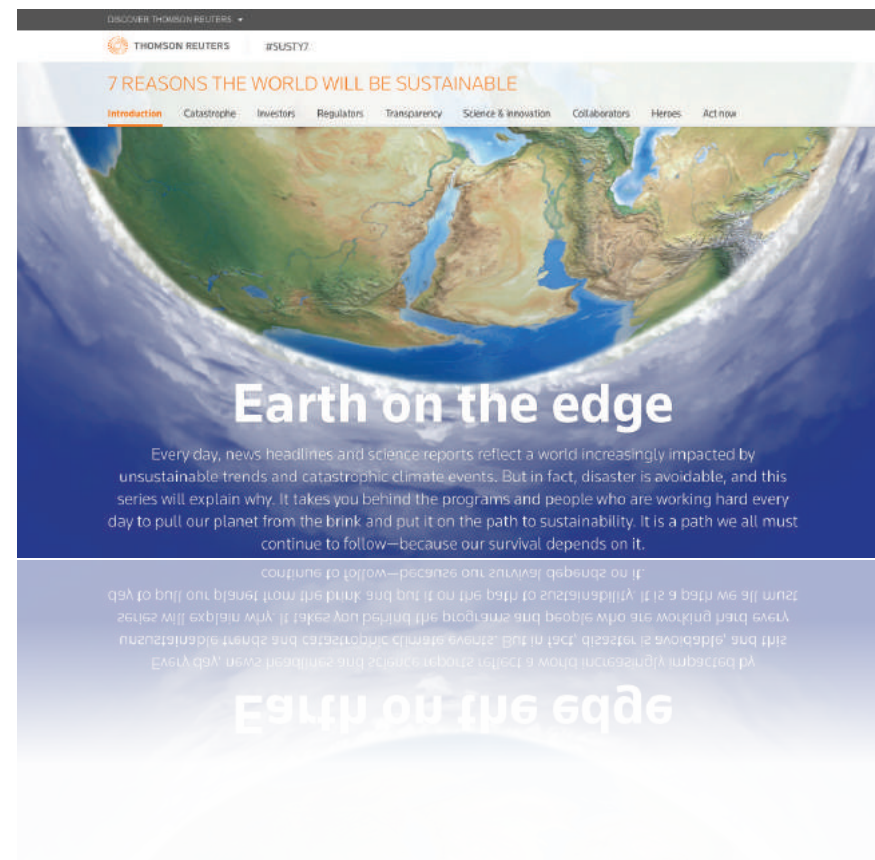 DISCOVER THOMSON REUTERS
THOMSON REUTERS #SUSTY7
7 REASONS THE WORLD WILL BE SUSTAINABLE
Introduction Catastrophe Investors Regulators Transparency Science & innovation Collaborators Heroes Act now
Earth on the edge
Every day, news headlines and science reports reflect a world increasingly impacted by
unsustainable trends and catastrophic climate events. But in fact, disaster is avoidable, and this
series will explain why. It takes you behind the programs and people who are working hard every
day to pull our planet from the brink and put it on the path to sustainability. It is a path we all must
continue to follow—because our survival depends on it.